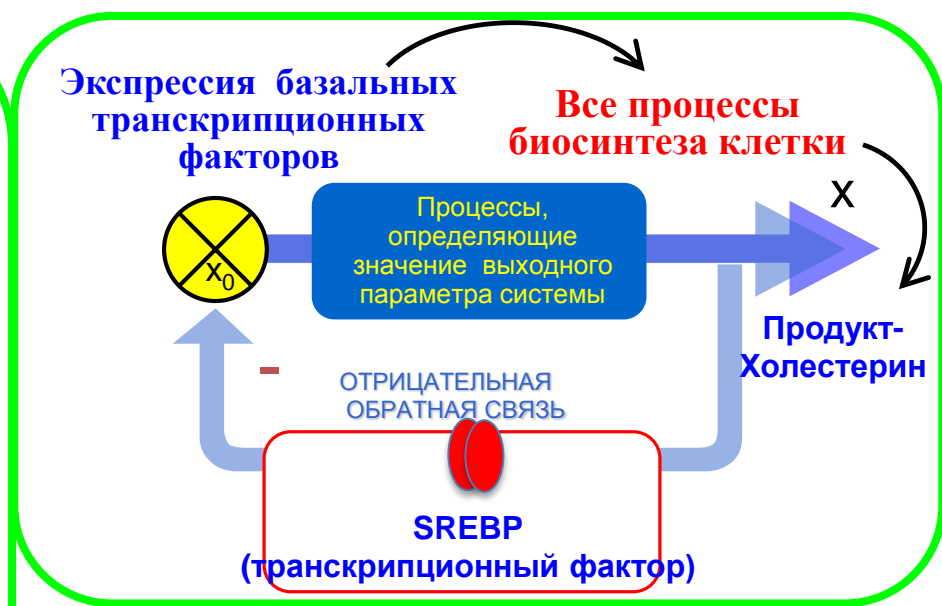 Экспрессия базальных
транскрипционных
факторов
Все процессы
биосинтеза клетки
x
x0
Процессы,
определяющие
значение выходного
параметра системы
Продукт-
Холестерин
-
ОТРИЦАТЕЛЬНАЯ
ОБРАТНАЯ СВЯЗЬ
SREBP
(транскрипционный фактор)